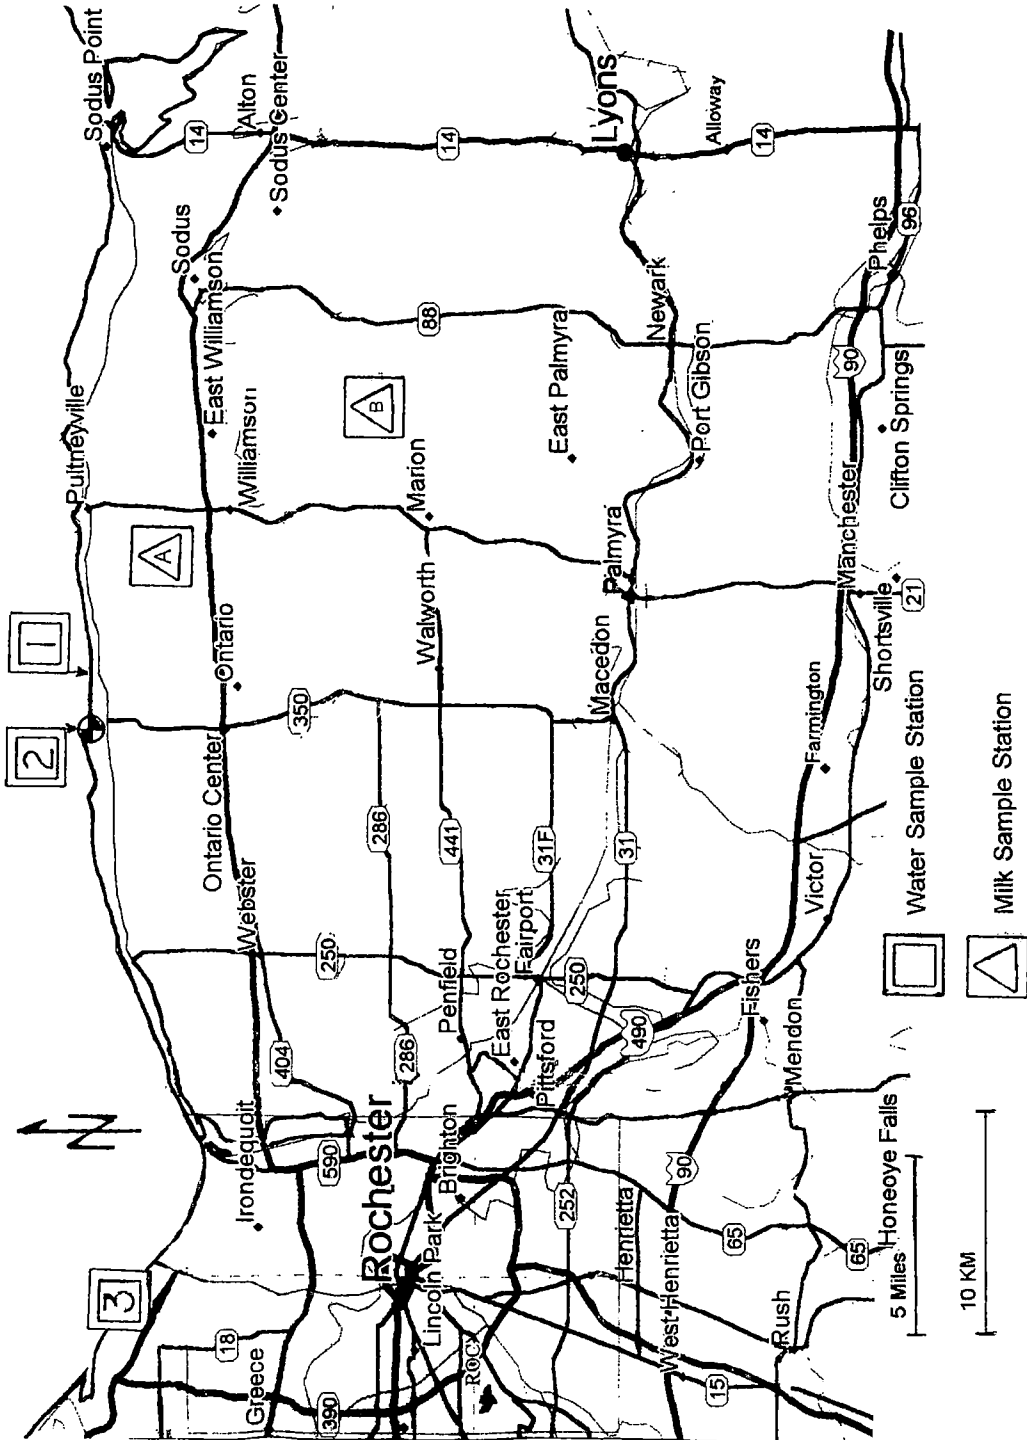 3
2
1
A
B
N
Sodus Point
Pultneyville
Sodus
Alton
Sodus Center
East Williamson
Williamson
Ontario
Ontario Center
Webster
Irondequoit
Greece
Rochester
Lincoln Park
Brighton
Penfield
East Rochester
Fairport
Pittsford
Walworth
Marion
East Palmyra
Palmyra
Macedon
Port Gibson
Newark
Lyons
Alloway
Phelps
Clifton Springs
Manchester
Shortsville
Farmington
Victor
Fishers
Mendon
Honeoye Falls
Henrietta
West Henrietta
Rush
ROC
18
390
590
404
250
286
286
441
31F
31
250
490
252
90
65
65
15
350
88
14
14
14
90
96
21
5 Miles
10 KM
Water Sample Station
Milk Sample Station